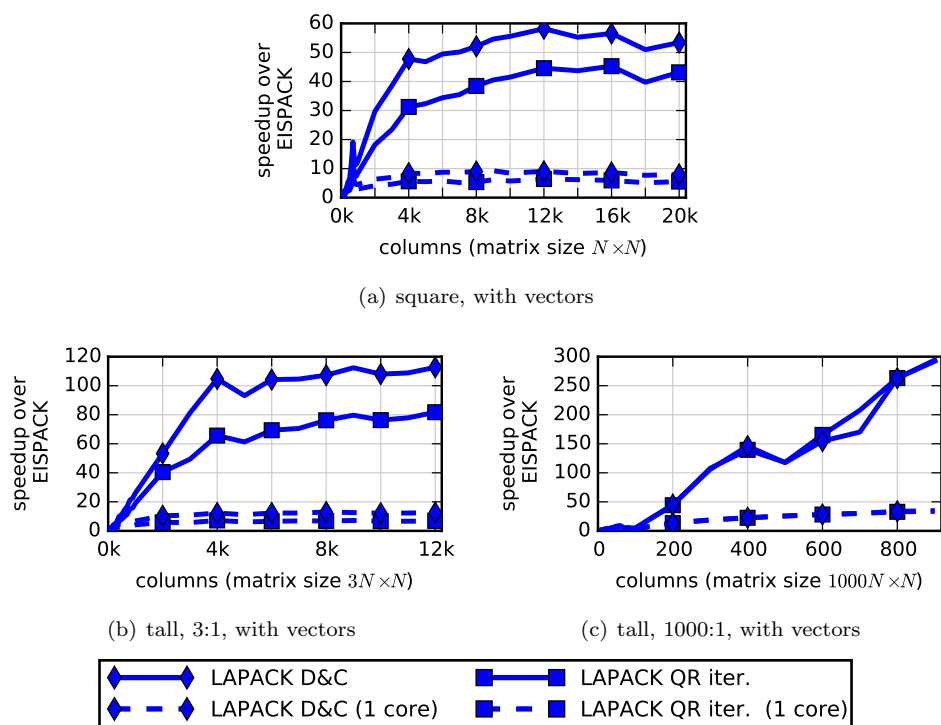 60
50
40
30
20
10
0
speedup over
EISPACK
0k 4k 8k 12k 16k 20k
columns (matrix size N×N)
(a) square, with vectors
120
100
80
60
40
20
0
speedup over
EISPACK
0k 4k 8k 12k
columns (matrix size 3N×N)
(b) tall, 3:1, with vectors
300
250
200
150
100
50
0
speedup over
EISPACK
0 200 400 600 800
columns (matrix size 1000N×N)
(c) tall, 1000:1, with vectors
LAPACK D&C
LAPACK QR iter.
LAPACK D&C (1 core)
LAPACK QR iter. (1 core)